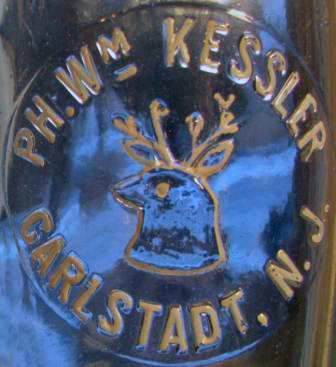 PH. WM KESSLER
CARLSTADT, N.J.